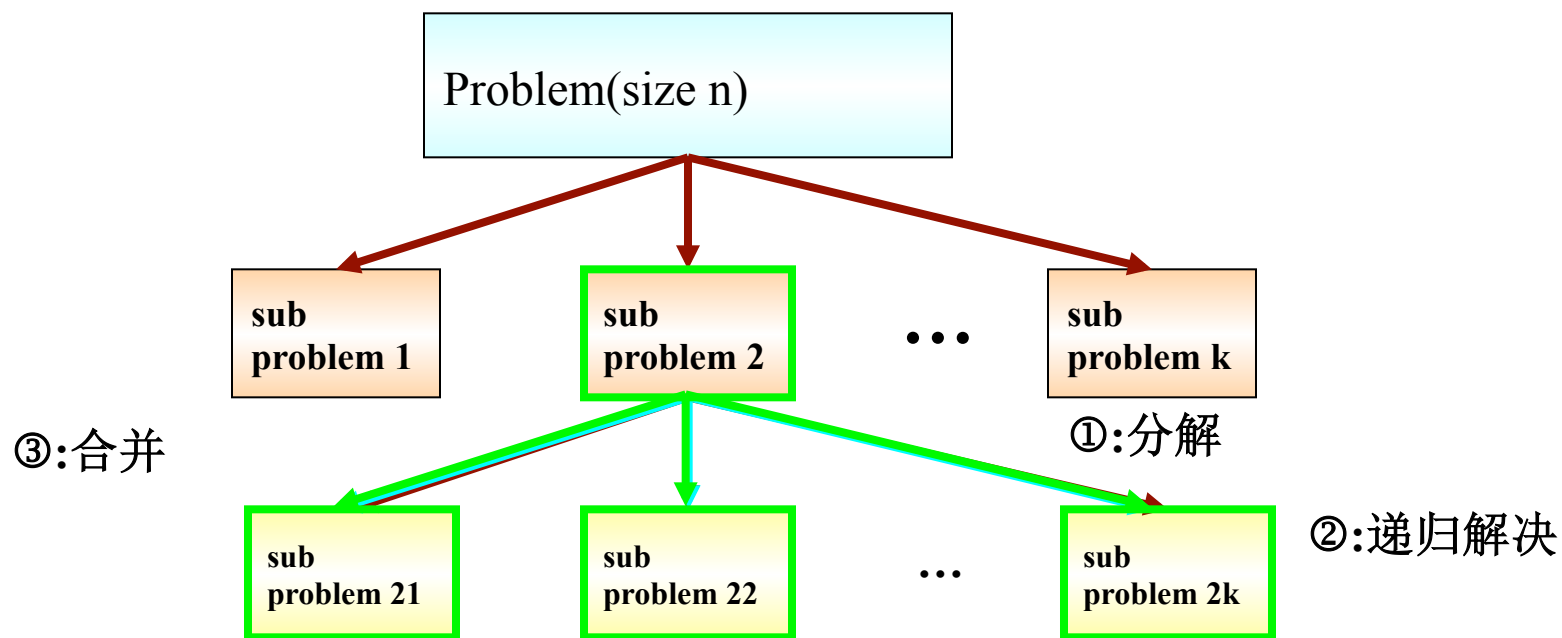 Problem(size n)
sub
problem 1
sub
problem 2
...
sub
problem k
①:分解
③:合并
②:递归解决
sub
problem 21
sub
problem 22
...
sub
problem 2k